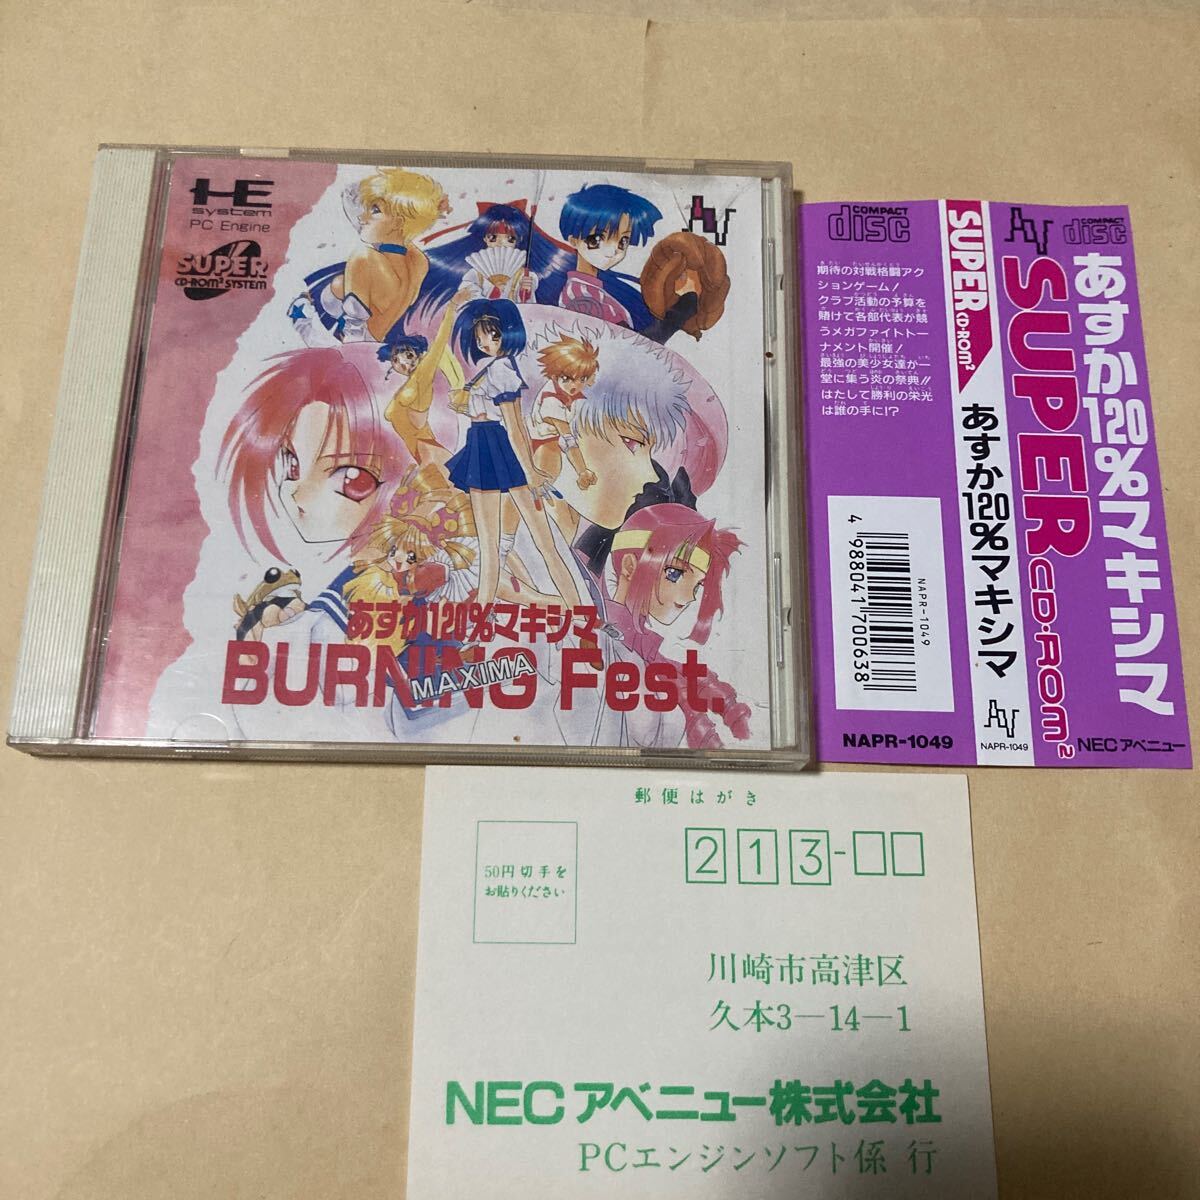 HE
system
PC Engine
SUPER
CD-ROM² SYSTEM
AV
あすか120%マキシマ
BURNING Fest.
MAXIMA
COMPACT
disc
期待の対戦格闘アク
ションゲーム!
クラブ活動の予算を
賭けて各部代表が競
うメガファイトトー
ナメント開催!
最強の美少女達が一
堂に集う炎の祭典!!
はたして勝利の栄光
は誰の手に!?
4988041700638
NAPR-1049
NAPR-1049
SUPER CD-ROM²
あすか120%マキシマ
AV
NAPR-1049
AV
COMPACT
disc
SUPER CD-ROM²
あすか120%マキシマ
NECアベニュー
郵便はがき
50円切手を
お貼りください
213-
川崎市高津区
久本3-14-1
NECアベニュー株式会社
PCエンジンソフト係 行